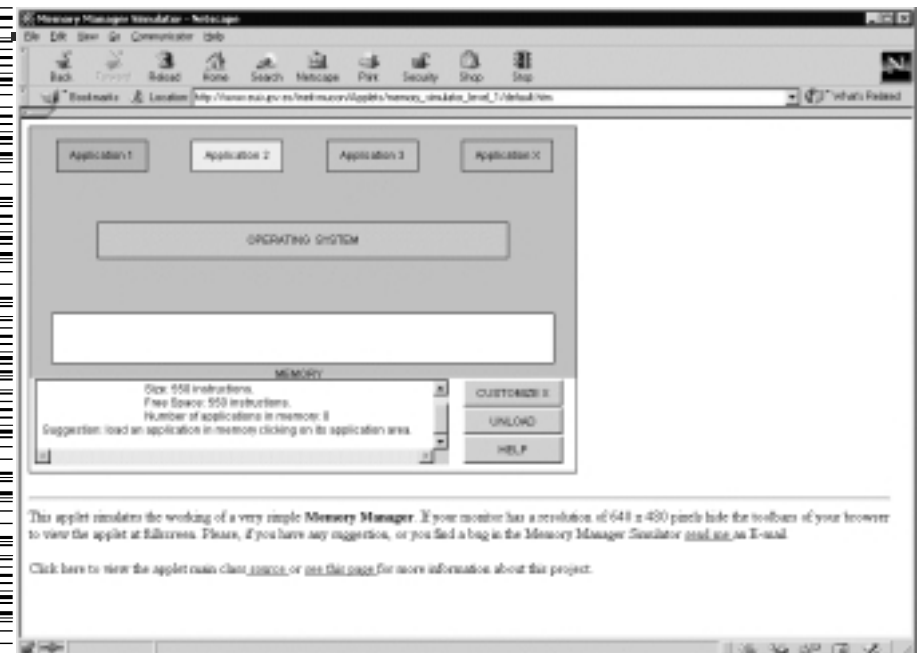 Memory Manager Simulator - Netscape
File Edit View Go Communicator Help
Back Forward Reload Home Search Netscape Print Security Shop Stop
Bookmarks Location: What's Related
Application 1 Application 2 Application 3 Application X
OPERATING SYSTEM
MEMORY
Size: 550 instructions.
Free Space: 550 instructions.
Number of applications in memory: 0
Suggestion: load an application in memory clicking on its application area.
CUSTOMIZE X
UNLOAD
HELP
This applet simulates the working of a very simple Memory Manager. If your monitor has a resolution of 640 x 480 pixels hide the toolbars of your browser
to view the applet at fullscreen. Please, if you have any suggestion, or you find a bug in the Memory Manager Simulator send me an E-mail.
Click here to view the applet main class source or see this page for more information about this project.